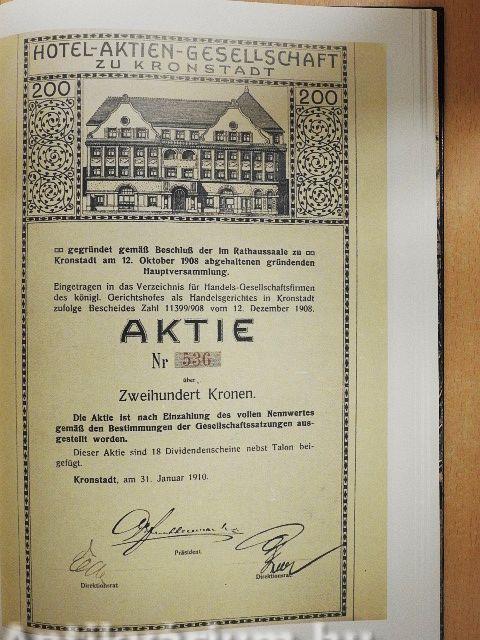 HOTEL-AKTIEN-GESELLSCHAFT
ZU KRONSTADT
200
200
gegründet gemäß Beschluß der im Rathaussaale zu
Kronstadt am 12. Oktober 1908 abgehaltenen gründenden
Hauptversammlung.
Eingetragen in das Verzeichnis für Handels-Gesellschaftsfirmen
des königl. Gerichtshofes als Handelsgerichtes in Kronstadt
zufolge Bescheides Zahl 11399/908 vom 12. Dezember 1908.
AKTIE
Nr 536
über
Zweihundert Kronen.
Die Aktie ist nach Einzahlung des vollen Nennwertes
gemäß den Bestimmungen der Gesellschaftssatzungen aus-
gestellt worden.
Dieser Aktie sind 18 Dividendenscheine nebst Talon bei-
gefügt.
Kronstadt, am 31. Januar 1910.
Präsident
Direktionsrat
Direktionsrat.